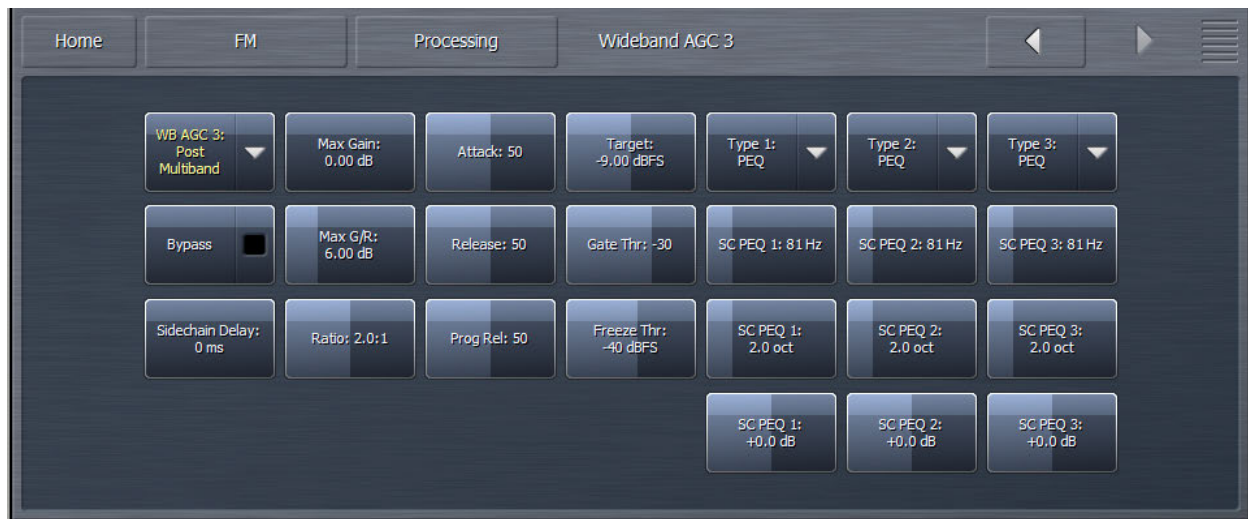 Home
FM
Processing
Wideband AGC 3
WB AGC 3:
Post
Multiband
Max Gain:
0.00 dB
Attack: 50
Target:
-9.00 dBFS
Type 1:
PEQ
Type 2:
PEQ
Type 3:
PEQ
Bypass
Max G/R:
6.00 dB
Release: 50
Gate Thr: -30
SC PEQ 1: 81 Hz
SC PEQ 2: 81 Hz
SC PEQ 3: 81 Hz
Sidechain Delay:
0 ms
Ratio: 2.0:1
Prog Rel: 50
Freeze Thr:
-40 dBFS
SC PEQ 1:
2.0 oct
SC PEQ 2:
2.0 oct
SC PEQ 3:
2.0 oct
SC PEQ 1:
+0.0 dB
SC PEQ 2:
+0.0 dB
SC PEQ 3:
+0.0 dB